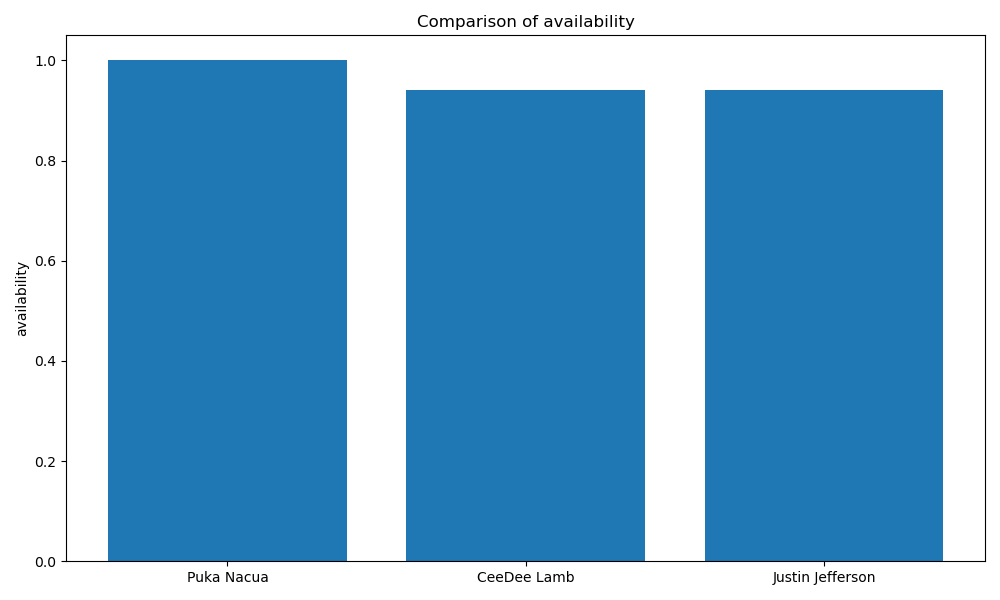 Comparison of availability
availability
1.0
0.8
0.6
0.4
0.2
0.0
Puka Nacua
CeeDee Lamb
Justin Jefferson